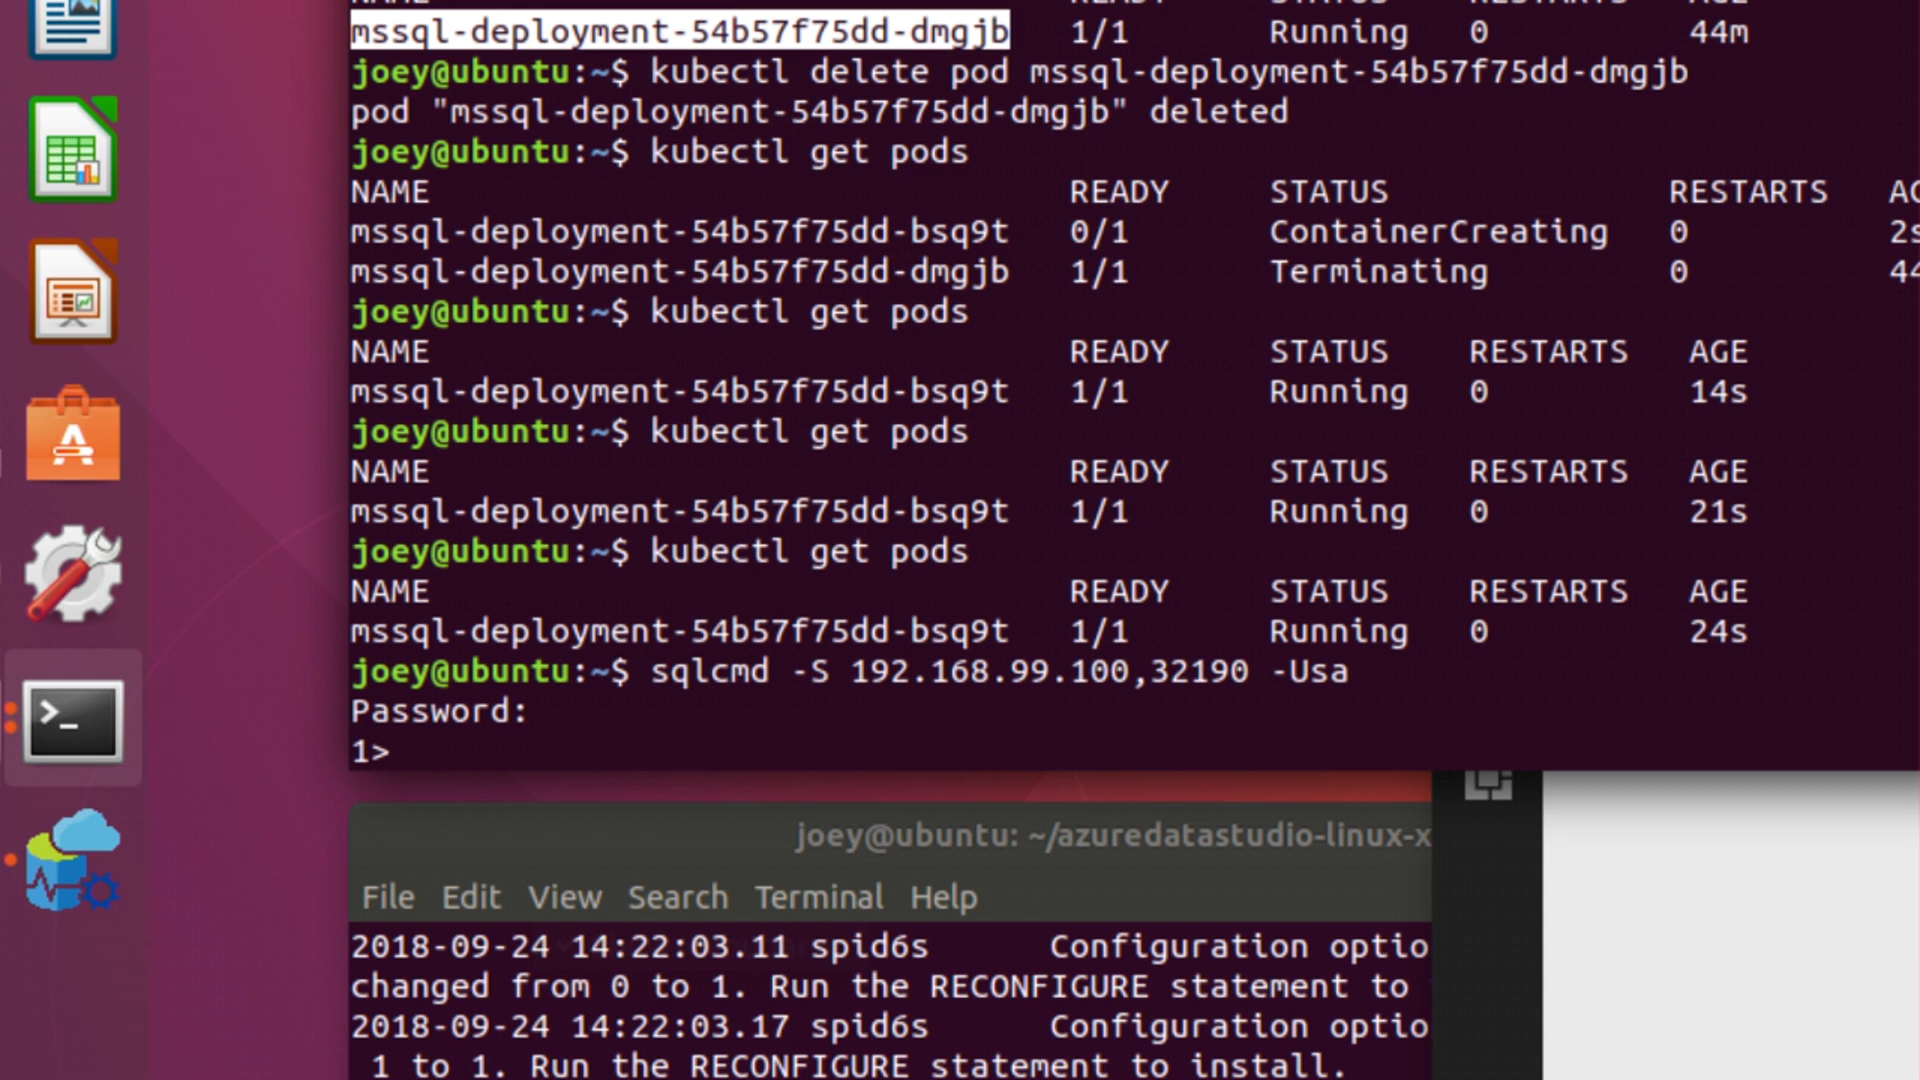 mssql-deployment-54b57f75dd-dmgjb 1/1 Running 0 44m
joey@ubuntu:~$ kubectl delete pod mssql-deployment-54b57f75dd-dmgjb
pod "mssql-deployment-54b57f75dd-dmgjb" deleted
joey@ubuntu:~$ kubectl get pods
NAME READY STATUS RESTARTS
mssql-deployment-54b57f75dd-bsq9t 0/1 ContainerCreating 0 2s
mssql-deployment-54b57f75dd-dmgjb 1/1 Terminating 0 44
joey@ubuntu:~$ kubectl get pods
NAME READY STATUS RESTARTS AGE
mssql-deployment-54b57f75dd-bsq9t 1/1 Running 0 14s
joey@ubuntu:~$ kubectl get pods
NAME READY STATUS RESTARTS AGE
mssql-deployment-54b57f75dd-bsq9t 1/1 Running 0 21s
joey@ubuntu:~$ kubectl get pods
NAME READY STATUS RESTARTS AGE
mssql-deployment-54b57f75dd-bsq9t 1/1 Running 0 24s
joey@ubuntu:~$ sqlcmd -S 192.168.99.100,32190 -Usa
Password:
1>
joey@ubuntu: ~/azuredatastudio-linux-x
File Edit View Search Terminal Help
2018-09-24 14:22:03.11 spid6s Configuration optio
changed from 0 to 1. Run the RECONFIGURE statement to
2018-09-24 14:22:03.17 spid6s Configuration optio
1 to 1. Run the RECONFIGURE statement to install.